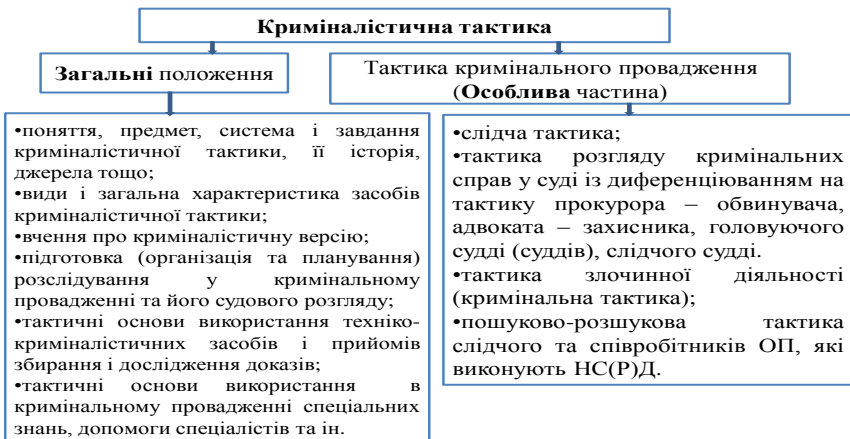 Криміналістична тактика
Загальні положення
Тактика кримінального провадження
(Особлива частина)
•поняття, предмет, система і завдання
криміналістичної тактики, її історія,
джерела тощо;
•види і загальна характеристика засобів
криміналістичної тактики;
•вчення про криміналістичну версію;
•підготовка (організація та планування)
розслідування у кримінальному
провадженні та його судового розгляду;
•тактичні основи використання техніко-
криміналістичних засобів і прийомів
збирання і дослідження доказів;
•тактичні основи використання в
кримінальному провадженні спеціальних
знань, допомоги спеціалістів та ін.
•слідча тактика;
•тактика розгляду кримінальних
справ у суді із диференціюванням на
тактику прокурора – обвинувача,
адвоката – захисника, головуючого
судді (суддів), слідчого судді.
•тактика злочинної діяльності
(кримінальна тактика);
•пошуково-розшукова тактика
слідчого та співробітників ОП, які
виконують НС(Р)Д.